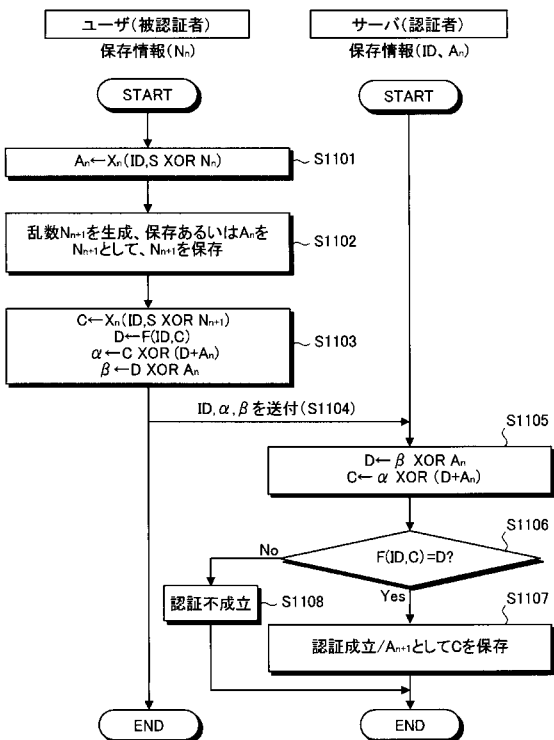 ユーザ(被認証者)
保存情報(Nn)
サーバ(認証者)
保存情報(ID、An)
START
START
An←Xn(ID,S XOR Nn)
S1101
乱数Nn+1を生成、保存あるいはAnを
Nn+1として、Nn+1を保存
S1102
C←Xn(ID,S XOR Nn+1)
D←F(ID,C)
α←C XOR (D+An)
β←D XOR An
S1103
ID,α,βを送付(S1104)
S1105
D←β XOR An
C←α XOR (D+An)
S1106
F(ID,C)=D?
No
Yes
認証不成立
S1108
S1107
認証成立/An+1としてCを保存
END
END